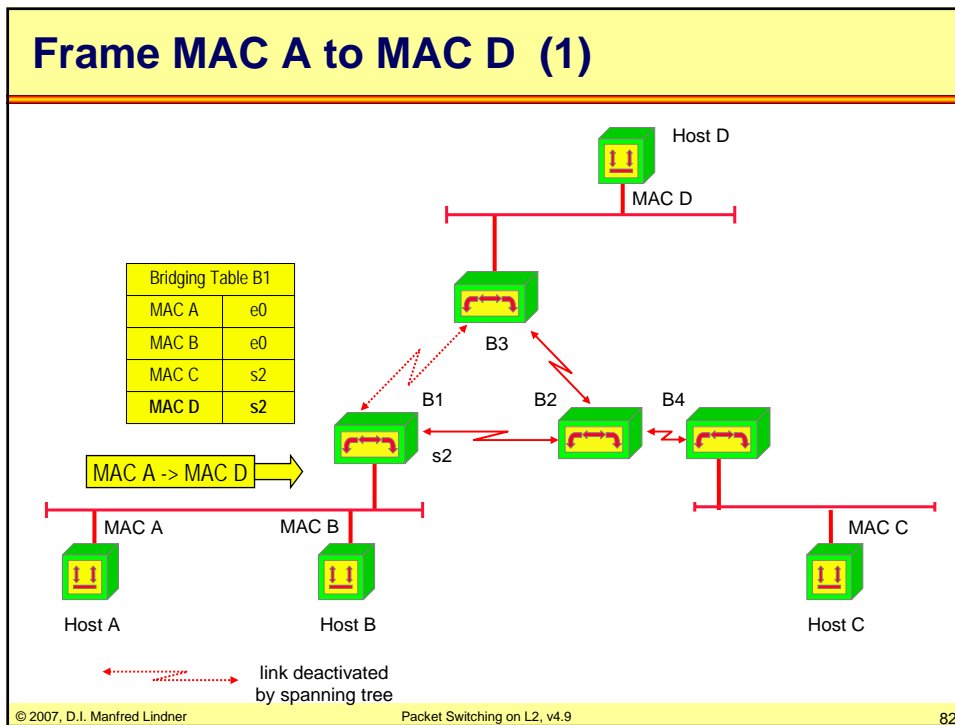 Frame MAC A to MAC D (1)
Host D
MAC D
Bridging Table B1
MAC A e0
MAC B e0
MAC C s2
MAC D s2
B3
B1
B2
B4
s2
MAC A -> MAC D
MAC A
MAC B
MAC C
Host A
Host B
Host C
link deactivated
by spanning tree
© 2007, D.I. Manfred Lindner
Packet Switching on L2, v4.9
82